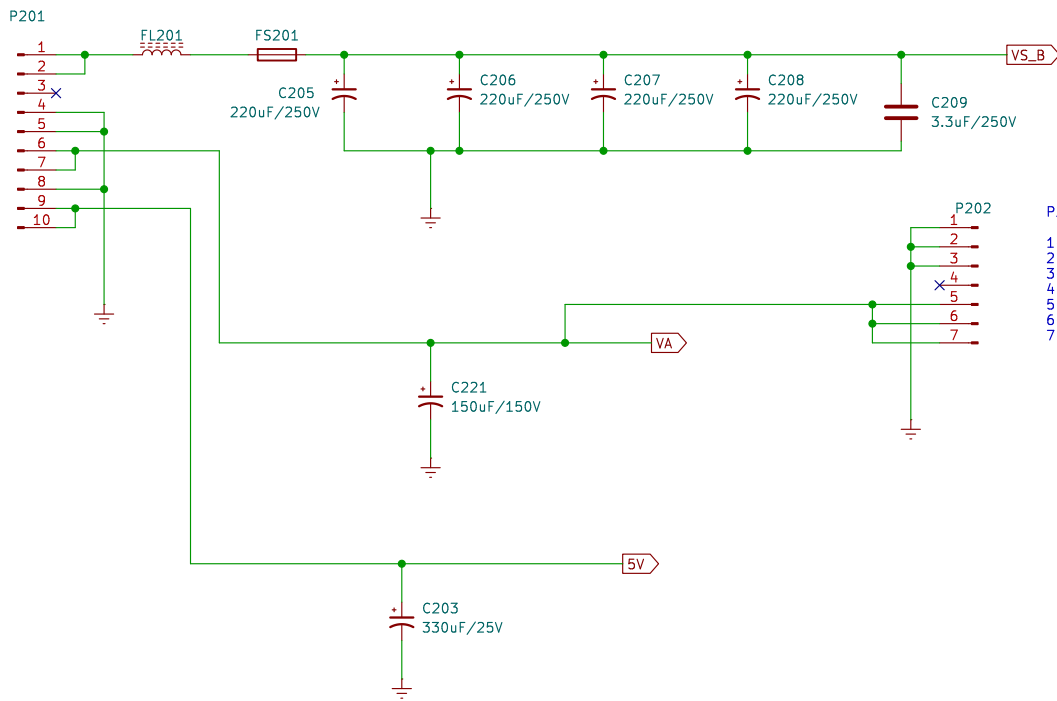 P201
1
2
3
4
5
6
7
8
9
10
FL201
FS201
C205
220uF/250V
C206
220uF/250V
C207
220uF/250V
C208
220uF/250V
C209
3.3uF/250V
VS_B
P202
1
2
3
4
5
6
7
P
1
2
3
4
5
6
7
VA
C221
150uF/150V
5V
C203
330uF/25V